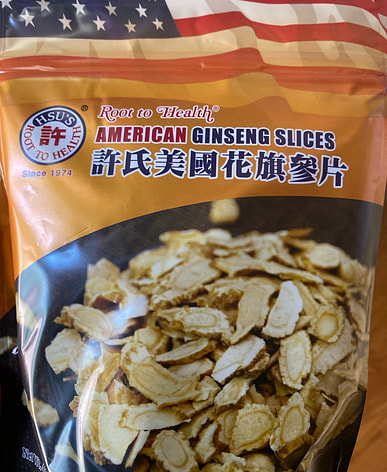 HSU'S
許
ROOT TO HEALTH
®
Since 1974
Root to Health®
AMERICAN GINSENG SLICES
許氏美國花旗參片